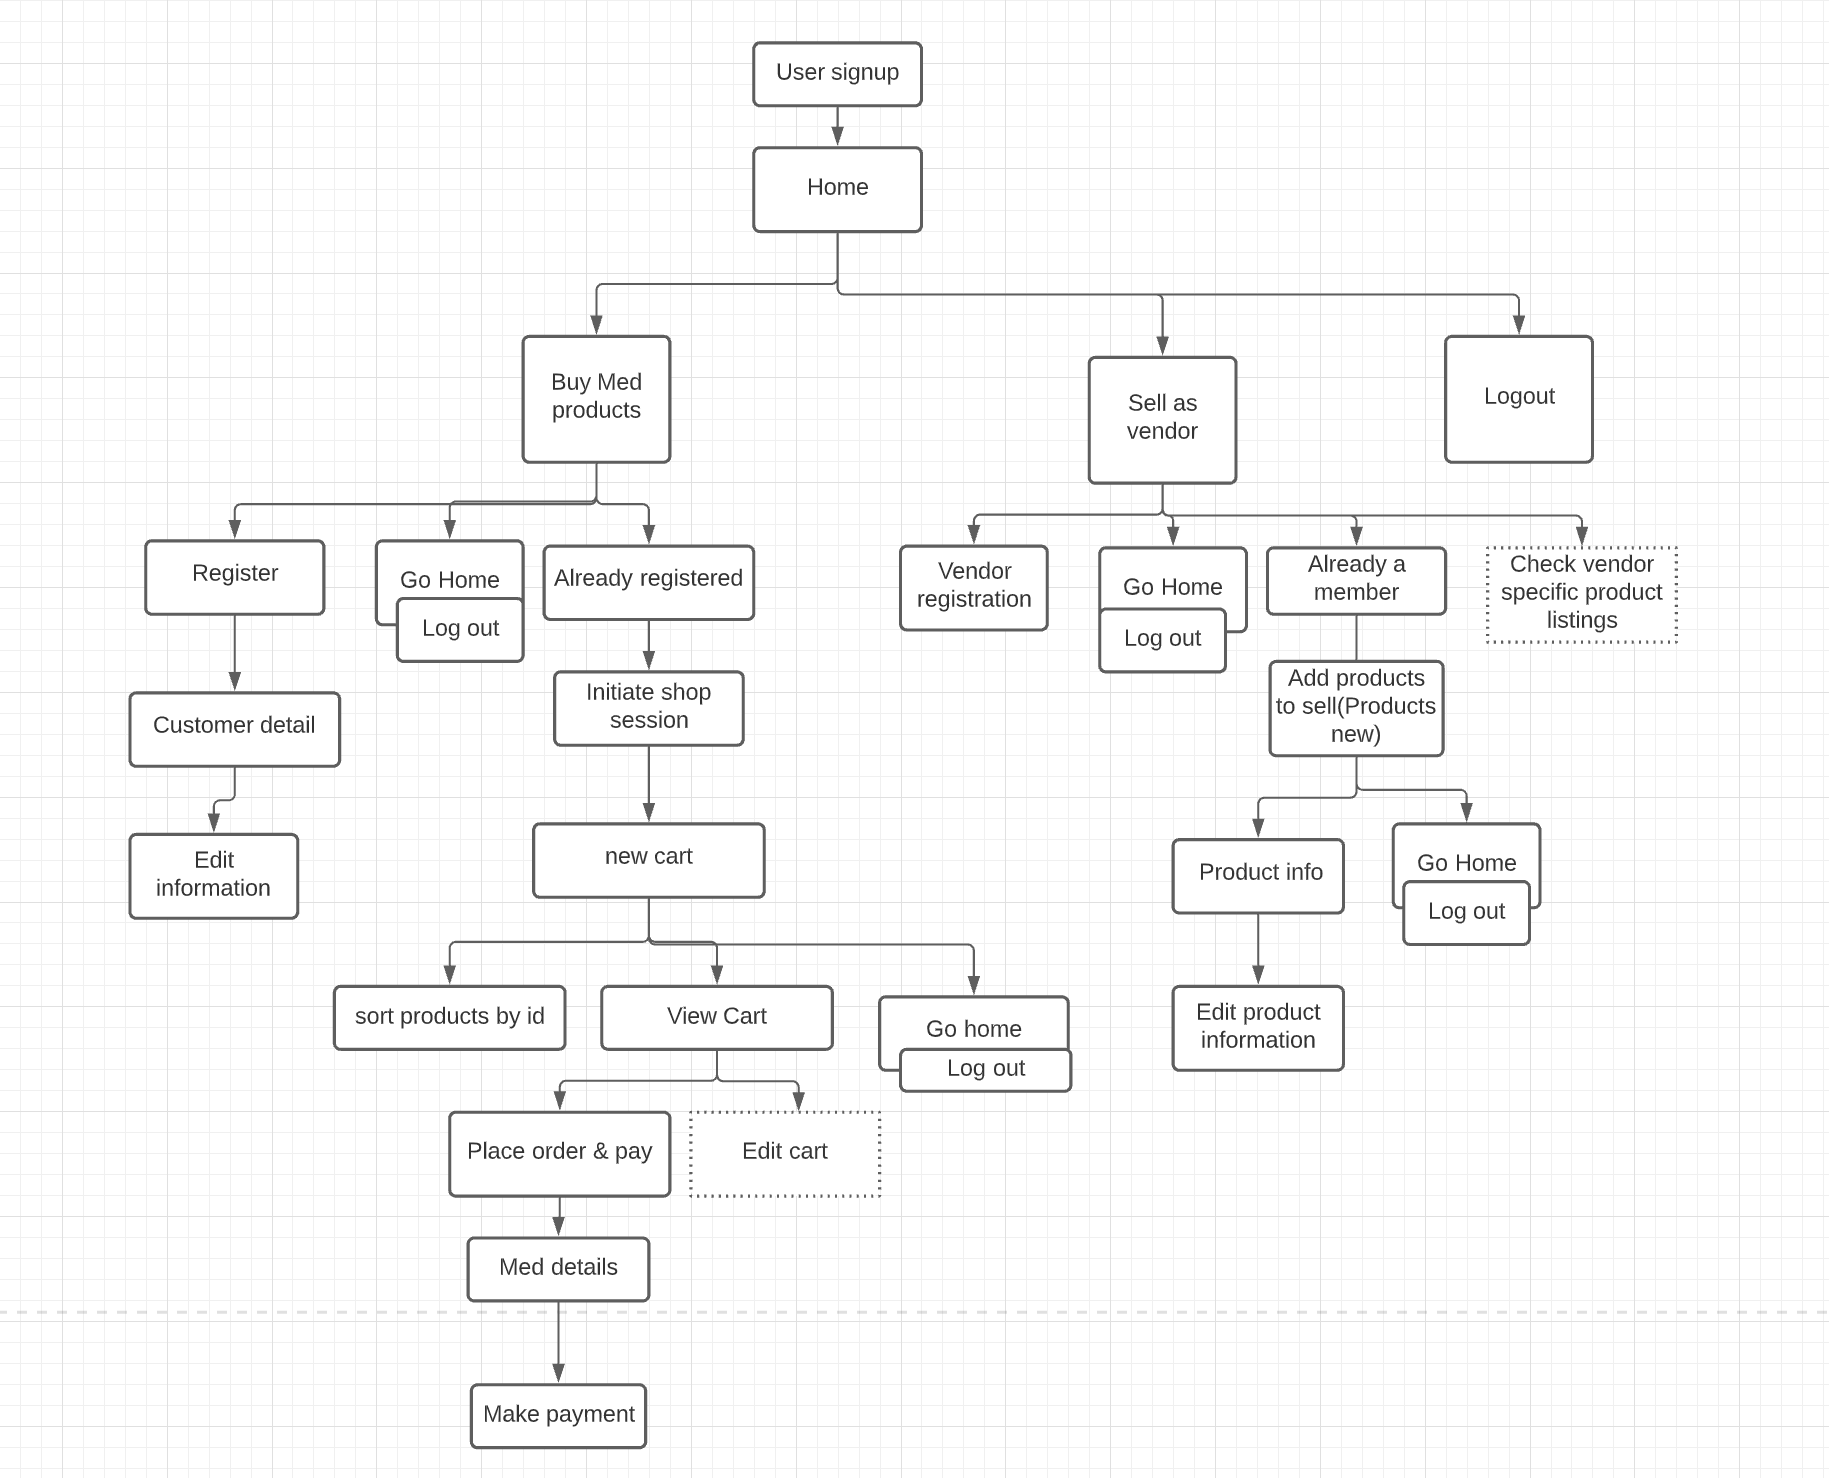 User signup
Home
Buy Med
products
Sell as
vendor
Logout
Register
Go Home
Log out
Already registered
Vendor
registration
Go Home
Log out
Already a
member
Check vendor
specific product
listings
Customer detail
Initiate shop
session
Add products
to sell(Products
new)
Edit
information
new cart
Product info
Go Home
Log out
sort products by id
View Cart
Go home
Log out
Edit product
information
Place order & pay
Edit cart
Med details
Make payment